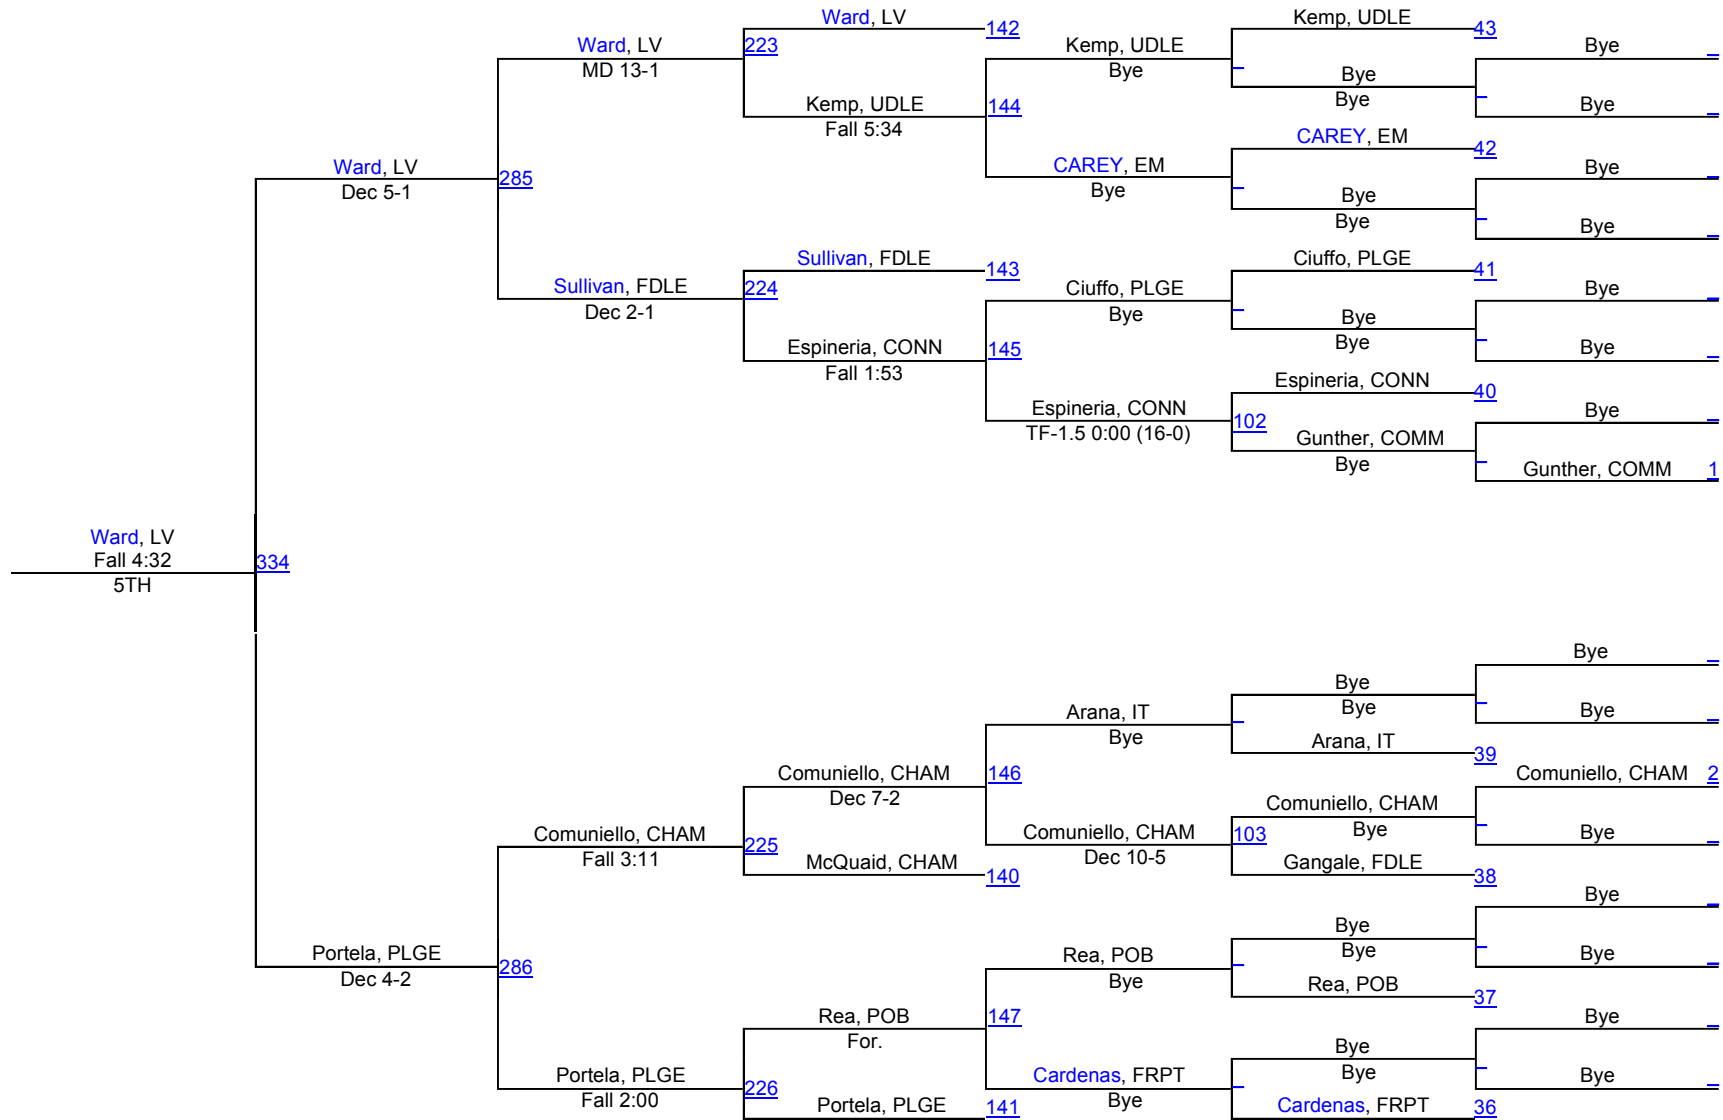 Ward, LV
Kemp, UDLE
142
43
Ward, LV
223
Kemp, UDLE
Bye
MD 13-1
Bye
Bye
Kemp, UDLE
144
Bye
Bye
Fall 5:34
CAREY, EM
42
Ward, LV
285
CAREY, EM
Bye
Dec 5-1
Bye
Bye
Bye
Bye
Sullivan, FDLE
143
Ciuffo, PLGE
41
Sullivan, FDLE
224
Ciuffo, PLGE
Bye
Dec 2-1
Bye
Bye
Espineria, CONN
145
Bye
Bye
Fall 1:53
Espineria, CONN
40
Espineria, CONN
102
Bye
TF-1.5 0:00 (16-0)
Gunther, COMM
Bye
Gunther, COMM
1
Ward, LV
Fall 4:32
334
5TH
Bye
Bye
Arana, IT
Bye
Bye
Bye
Arana, IT
39
Comuniello, CHAM
146
Comuniello, CHAM
2
Dec 7-2
Comuniello, CHAM
Comuniello, CHAM
225
Comuniello, CHAM
103
Bye
Bye
Fall 3:11
Dec 10-5
McQuaid, CHAM
140
Gangale, FDLE
38
Bye
Bye
Portela, PLGE
286
Rea, POB
Bye
Bye
Dec 4-2
Bye
Rea, POB
37
Rea, POB
147
Bye
For.
Bye
Portela, PLGE
226
Cardenas, FRPT
Bye
Bye
Fall 2:00
Bye
Portela, PLGE
141
Cardenas, FRPT
36